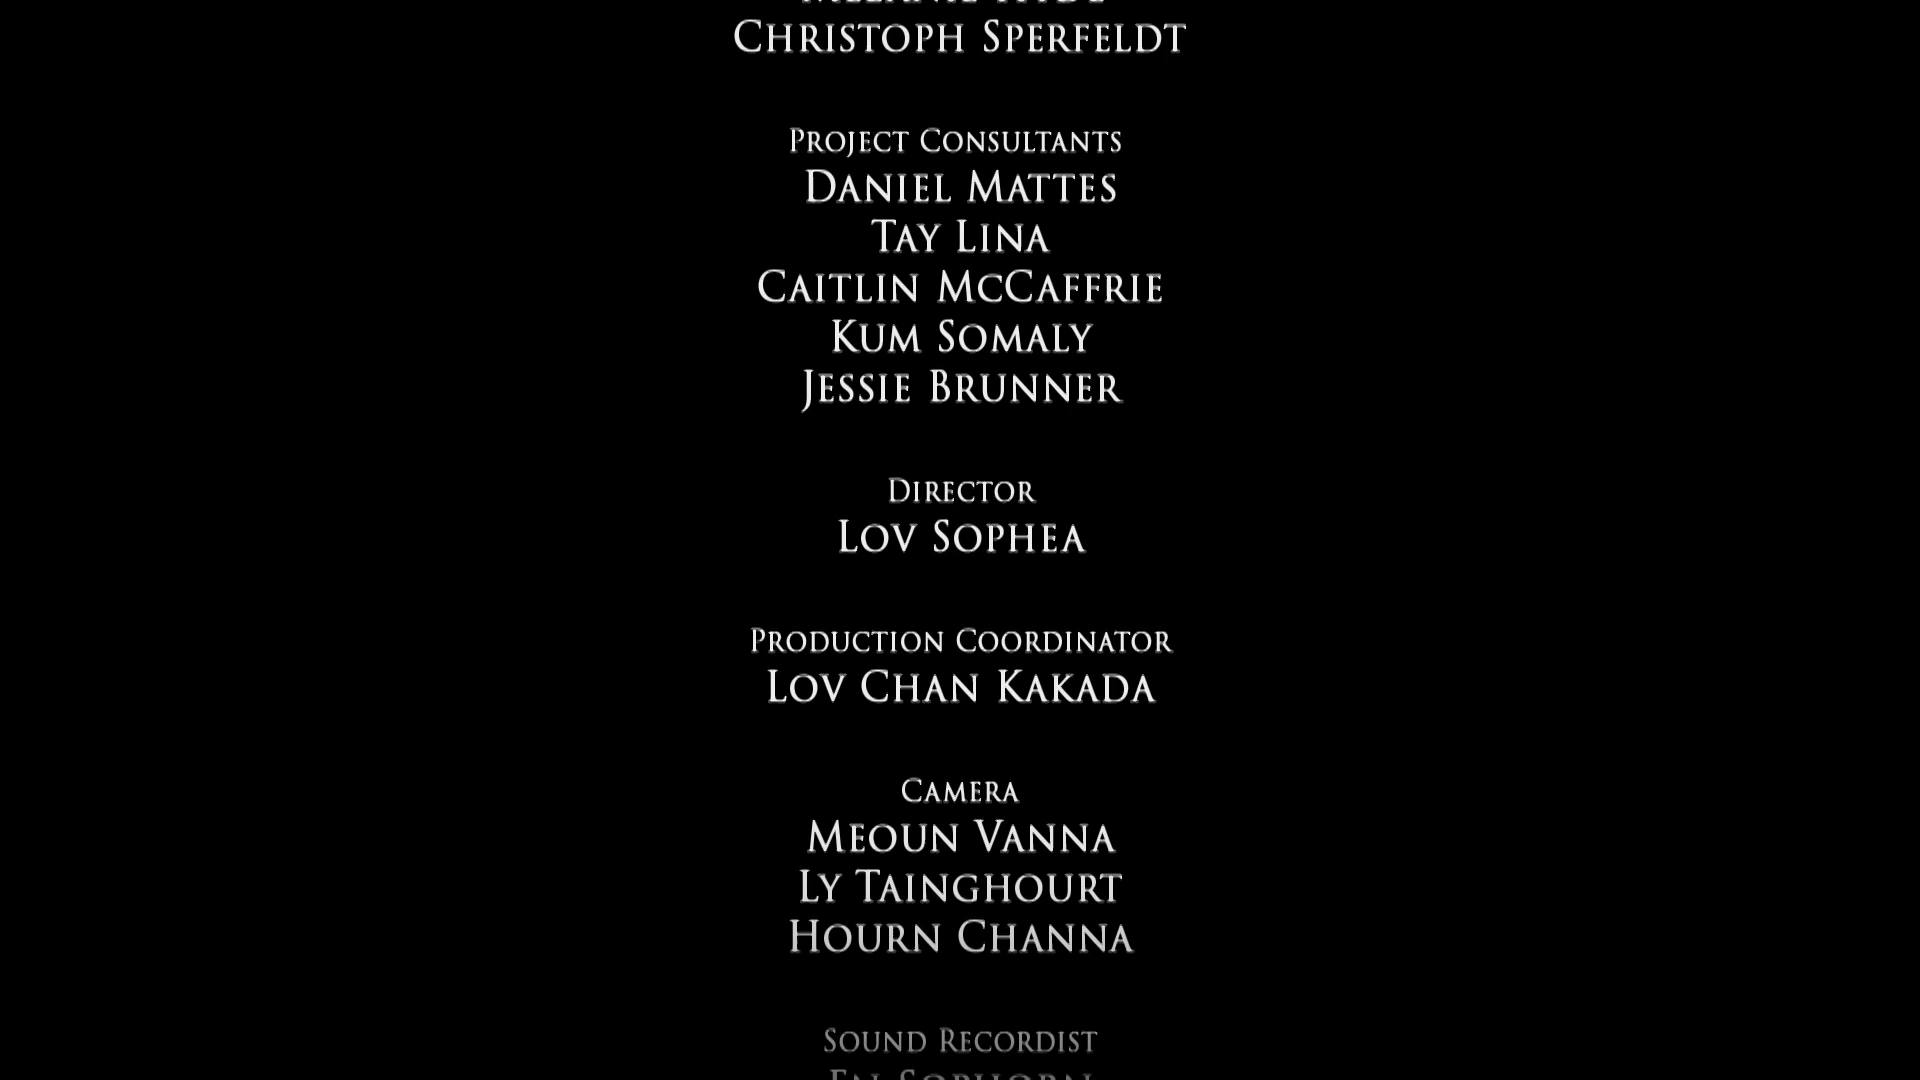 Christoph Sperfeldt
Project Consultants
Daniel Mattes
Tay Lina
Caitlin McCaffrie
Kum Somaly
Jessie Brunner
Director
Lov Sophea
Production Coordinator
Lov Chan Kakada
Camera
Meoun Vanna
Ly Tainghourt
Hourn Channa
Sound Recordist